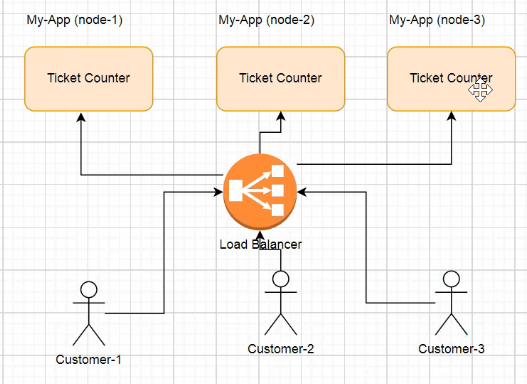 My-App (node-1)
My-App (node-2)
My-App (node-3)
Ticket Counter
Ticket Counter
Ticket Counter
Load Balancer
Customer-1
Customer-2
Customer-3